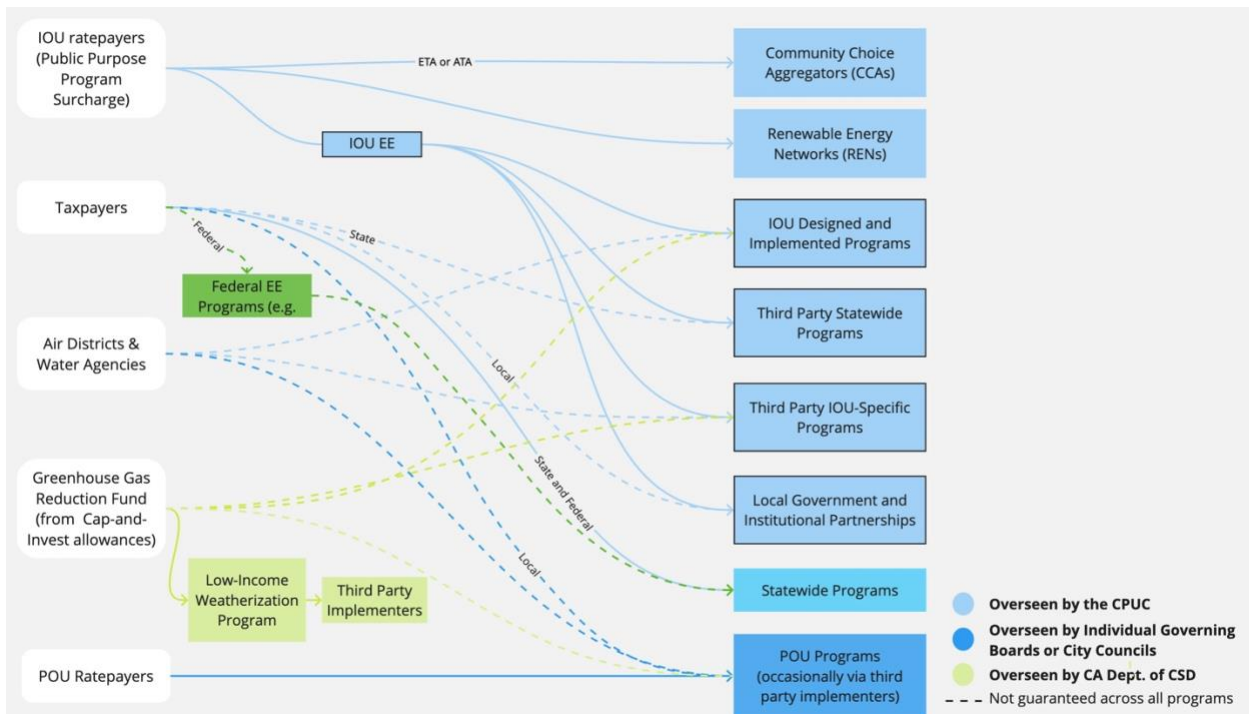 IOU ratepayers
(Public Purpose
Program
Surcharge)
ETA or ATA
Community Choice
Aggregators (CCAs)
IOU EE
Renewable Energy
Networks (RENs)
Taxpayers
Federal
State
IOU Designed and
Implemented Programs
Federal EE
Programs (e.g.
Third Party Statewide
Programs
Air Districts &
Water Agencies
Local
Third Party IOU-Specific
Programs
Greenhouse Gas
Reduction Fund
(from Cap-and-
Invest allowances)
State and Federal
Local Government and
Institutional Partnerships
Local
Low-Income
Weatherization
Program
Third Party
Implementers
Statewide Programs
POU Ratepayers
POU Programs
(occasionally via third
party implementers)
Overseen by the CPUC
Overseen by Individual Governing
Boards or City Councils
Overseen by CA Dept. of CSD
Not guaranteed across all programs